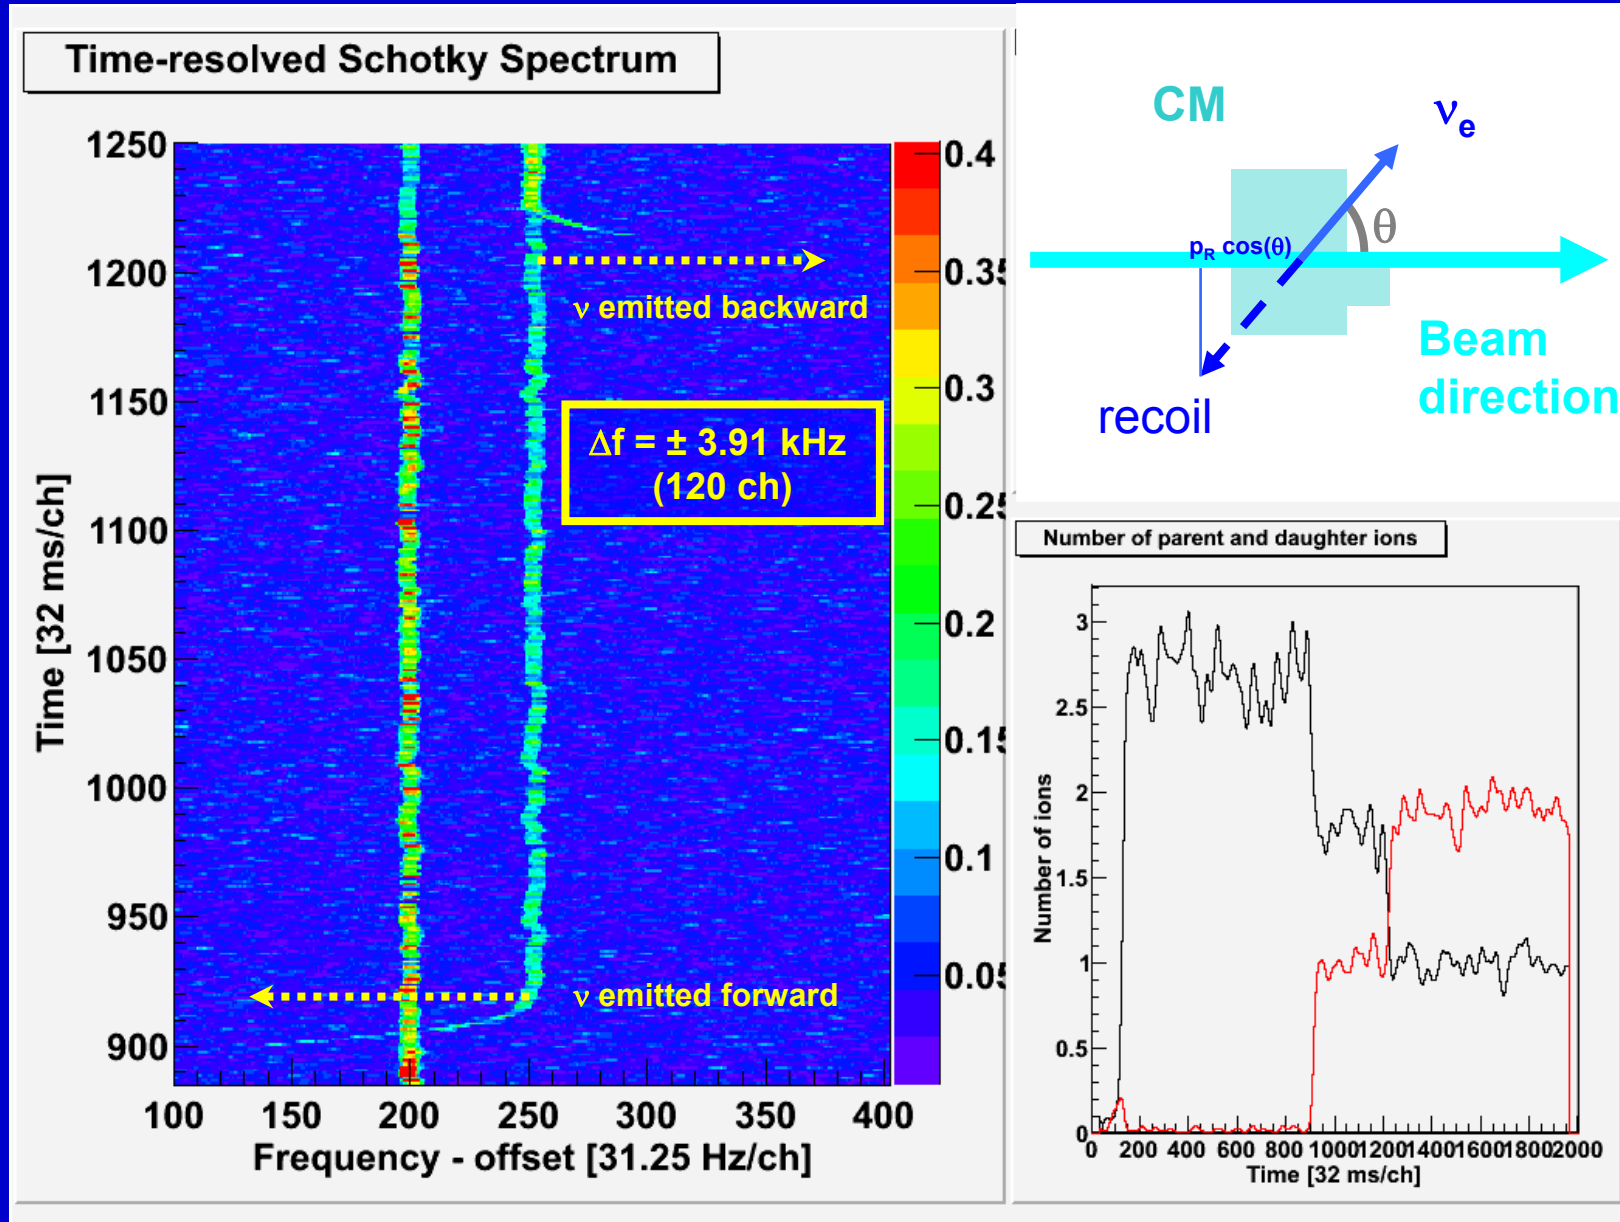 Time-resolved Schotky Spectrum
1250
1200
1150
1100
1050
1000
950
900
Time [32 ms/ch]
100 150 200 250 300 350 400
Frequency - offset [31.25 Hz/ch]
0.4
0.35
0.3
0.25
0.2
0.15
0.1
0.05
ν emitted backward
Δf = ± 3.91 kHz
(120 ch)
ν emitted forward
CM
νe
θ
pR cos(θ)
Beam
direction
recoil
Number of parent and daughter ions
3
2.5
2
1.5
1
0.5
0
Number of ions
0 200 400 600 800 1000 1200 1400 1600 1800 2000
Time [32 ms/ch]